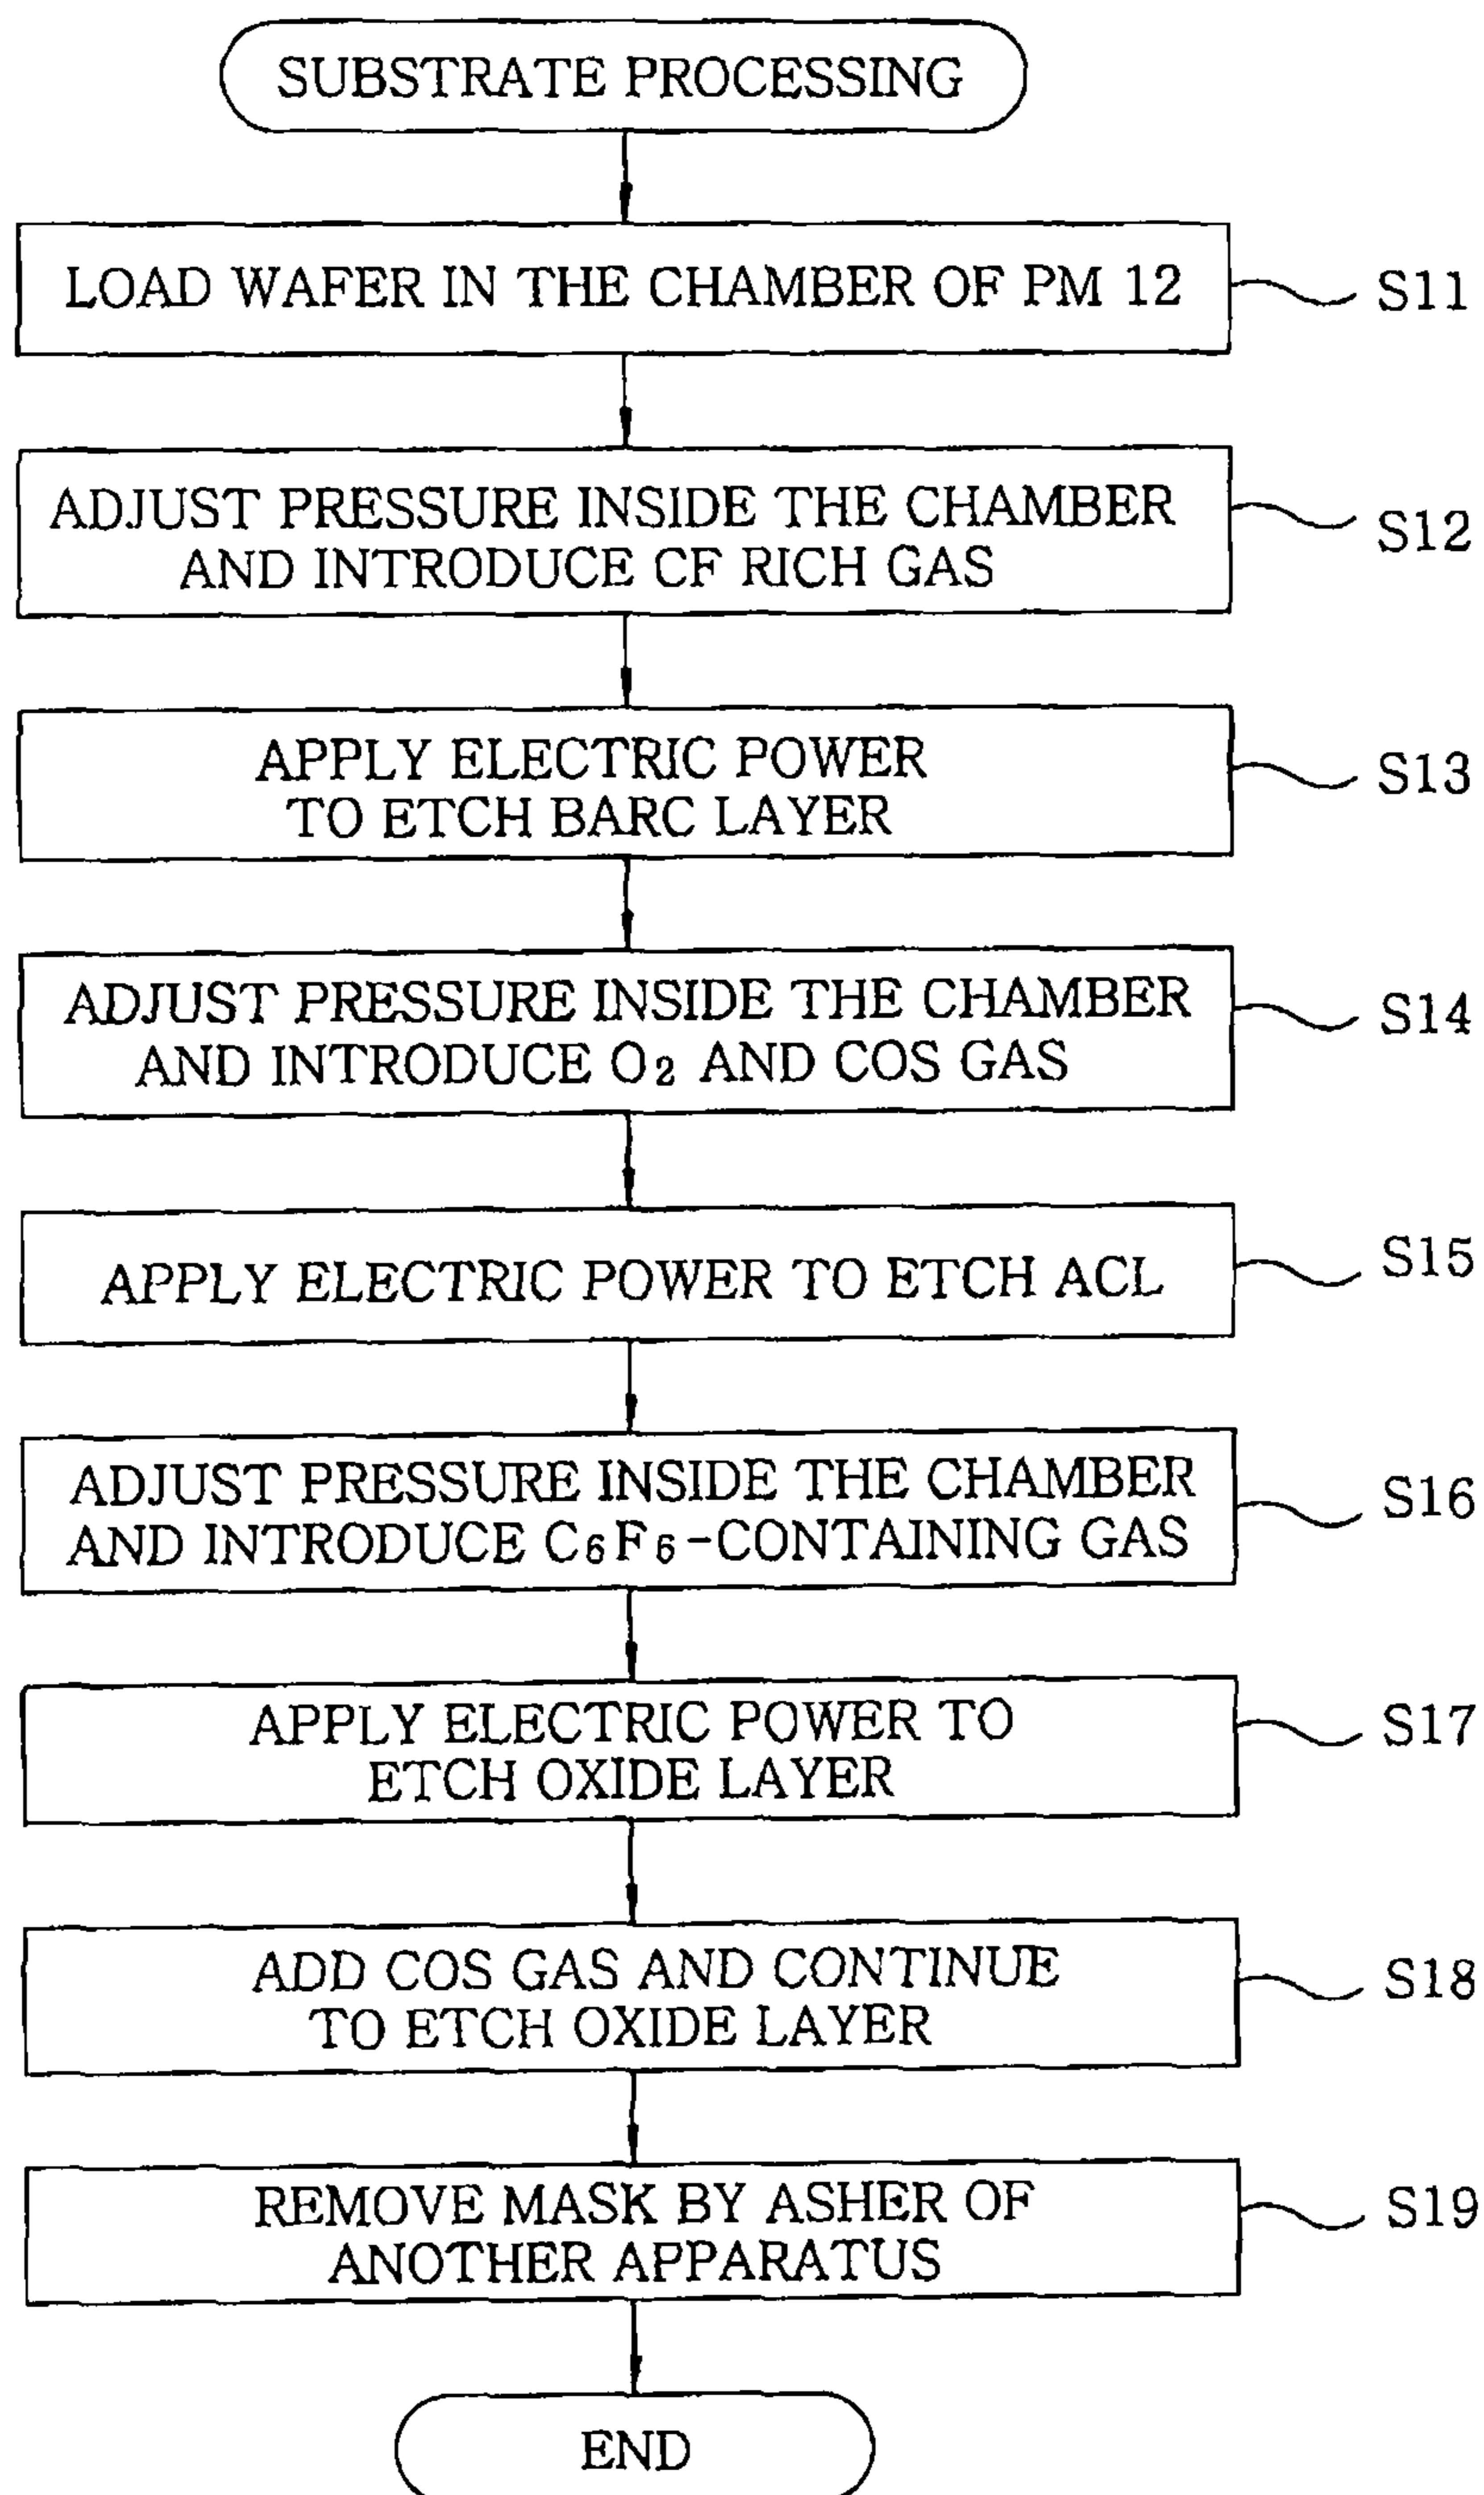 SUBSTRATE PROCESSING
LOAD WAFER IN THE CHAMBER OF PM 12
S11
ADJUST PRESSURE INSIDE THE CHAMBER
AND INTRODUCE CF RICH GAS
S12
APPLY ELECTRIC POWER
TO ETCH BARC LAYER
S13
ADJUST PRESSURE INSIDE THE CHAMBER
AND INTRODUCE O₂ AND COS GAS
S14
APPLY ELECTRIC POWER TO ETCH ACL
S15
ADJUST PRESSURE INSIDE THE CHAMBER
AND INTRODUCE C₆F₆-CONTAINING GAS
S16
APPLY ELECTRIC POWER TO
ETCH OXIDE LAYER
S17
ADD COS GAS AND CONTINUE
TO ETCH OXIDE LAYER
S18
REMOVE MASK BY ASHER OF
ANOTHER APPARATUS
S19
END